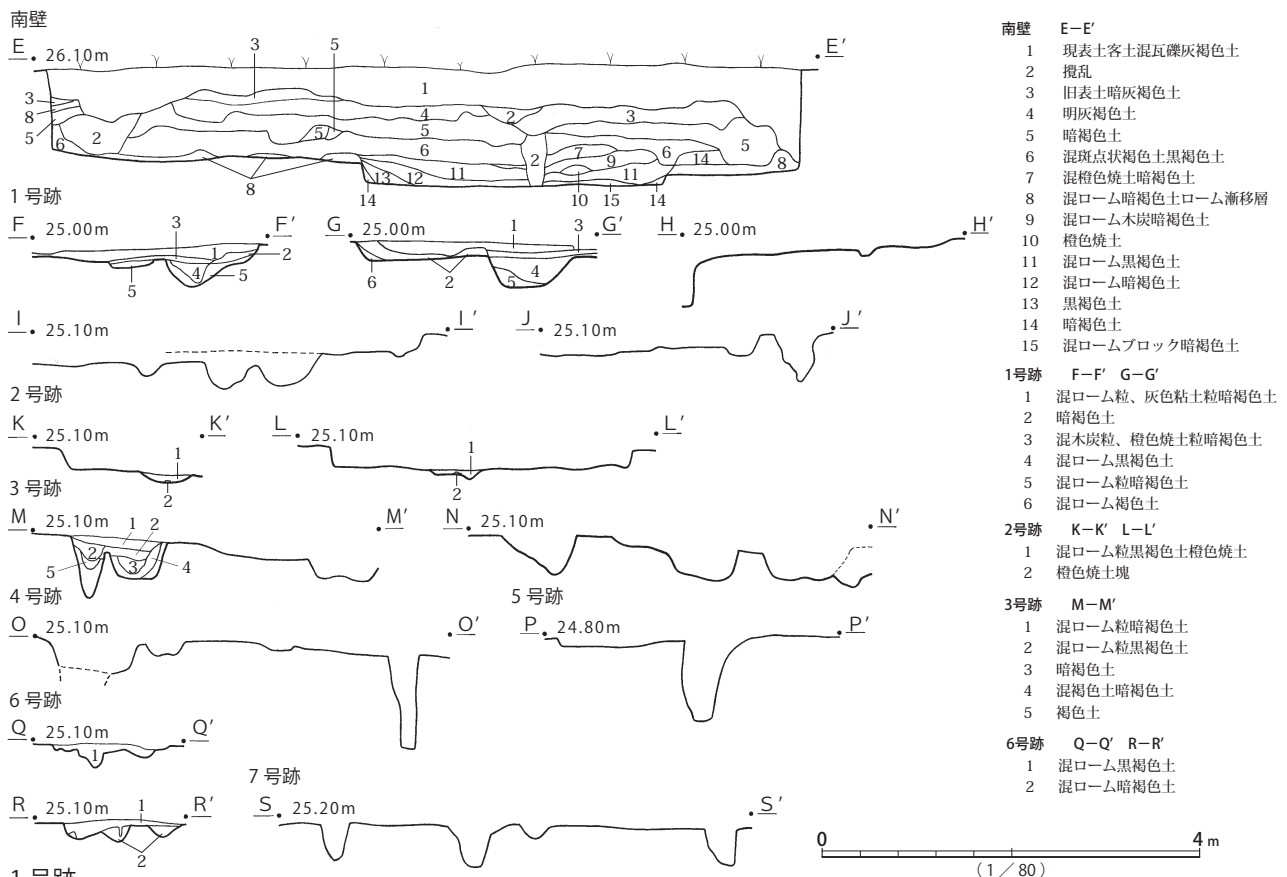 南壁
E 26.10m E′
3 5
1
3
8
5
6 2 4 5 5 6 2 3 5
2 7 9 6 14 8
13 12 11 11
8 14 10 15 14
1号跡
F 25.00m F′ G 25.00m G′ H 25.00m H′
3 1 2 4 5 5
1 3 6 2 4 5
I 25.10m I′ J 25.10m J′
2号跡
K 25.10m K′ L 25.10m L′
1 1
2 2
3号跡
M 25.10m M′ N 25.10m N′
1 2
2 3 4
5
4号跡 5号跡
O 25.10m O′ P 24.80m P′
6号跡
Q 25.10m Q′
1
7号跡
R 25.10m R′ S 25.20m S′
1
2
1号跡
南壁 E−E′
1 現表土客土混瓦礫灰褐色土
2 攪乱
3 旧表土暗灰褐色土
4 明灰褐色土
5 暗褐色土
6 混斑点状褐色土黒褐色土
7 混橙色焼土暗褐色土
8 混ローム暗褐色土ローム漸移層
9 混ローム木炭暗褐色土
10 橙色焼土
11 混ローム黒褐色土
12 混ローム暗褐色土
13 黒褐色土
14 暗褐色土
15 混ロームブロック暗褐色土
1号跡 F−F′ G−G′
1 混ローム粒、灰色粘土粒暗褐色土
2 暗褐色土
3 混木炭粒、橙色焼土粒暗褐色土
4 混ローム黒褐色土
5 混ローム粒暗褐色土
6 混ローム褐色土
2号跡 K−K′ L−L′
1 混ローム粒黒褐色土橙色焼土
2 橙色焼土塊
3号跡 M−M′
1 混ローム粒暗褐色土
2 混ローム粒黒褐色土
3 暗褐色土
4 混褐色土暗褐色土
5 褐色土
6号跡 Q−Q′ R−R′
1 混ローム黒褐色土
2 混ローム暗褐色土
0 4m
（1／80）